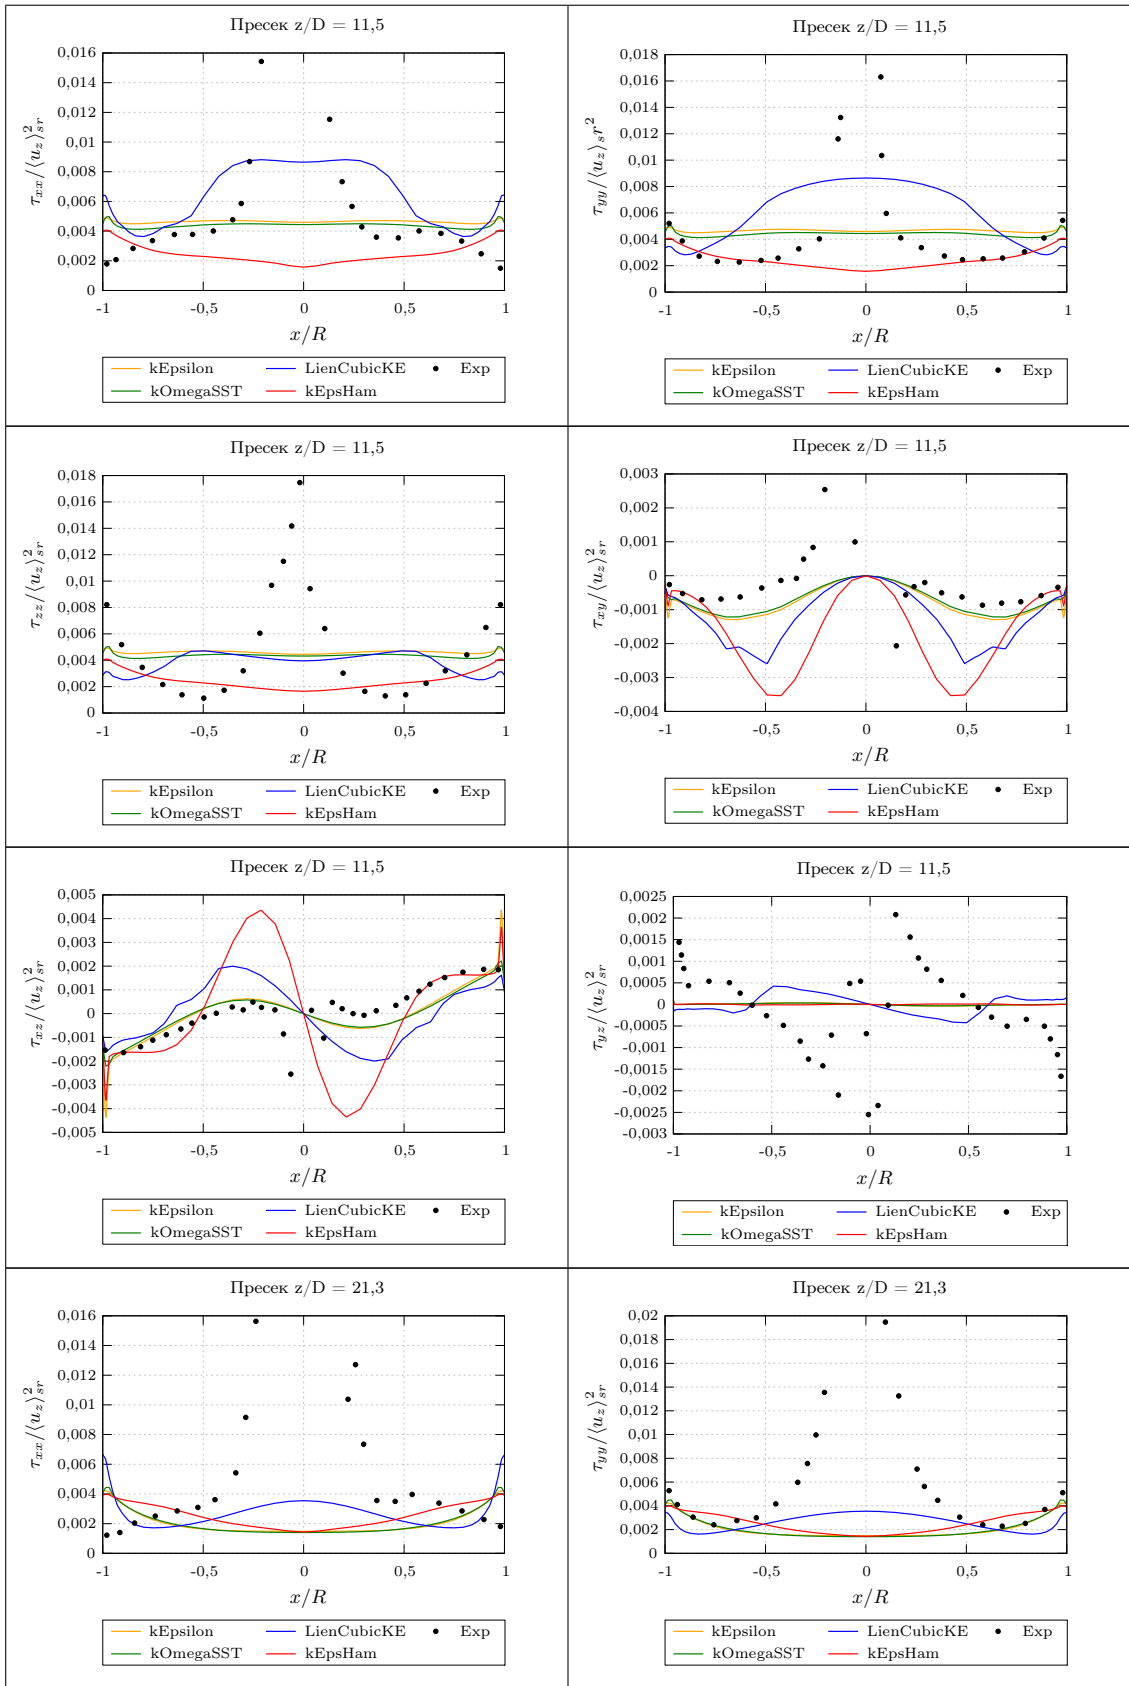 Пресек z/D = 11,5
0,016
0,014
0,012
0,01
0,008
0,006
0,004
0,002
0
τxx/⟨uz⟩²sr
-1
-0,5
0
0,5
1
x/R
kEpsilon
LienCubicKE
Exp
kOmegaSST
kEpsHam
Пресек z/D = 11,5
0,018
0,016
0,014
0,012
0,01
0,008
0,006
0,004
0,002
0
τyy/⟨uz⟩sr²
-1
-0,5
0
0,5
1
x/R
kEpsilon
LienCubicKE
Exp
kOmegaSST
kEpsHam
Пресек z/D = 11,5
0,018
0,016
0,014
0,012
0,01
0,008
0,006
0,004
0,002
0
τzz/⟨uz⟩²sr
-1
-0,5
0
0,5
1
x/R
kEpsilon
LienCubicKE
Exp
kOmegaSST
kEpsHam
Пресек z/D = 11,5
0,003
0,002
0,001
0
-0,001
-0,002
-0,003
-0,004
τxy/⟨uz⟩²sr
-1
-0,5
0
0,5
1
x/R
kEpsilon
LienCubicKE
Exp
kOmegaSST
kEpsHam
Пресек z/D = 11,5
0,005
0,004
0,003
0,002
0,001
0
-0,001
-0,002
-0,003
-0,004
-0,005
τxz/⟨uz⟩²sr
-1
-0,5
0
0,5
1
x/R
kEpsilon
LienCubicKE
Exp
kOmegaSST
kEpsHam
Пресек z/D = 11,5
0,0025
0,002
0,0015
0,001
0,0005
0
-0,0005
-0,001
-0,0015
-0,002
-0,0025
-0,003
τyz/⟨uz⟩²sr
-1
-0,5
0
0,5
1
x/R
kEpsilon
LienCubicKE
Exp
kOmegaSST
kEpsHam
Пресек z/D = 21,3
0,016
0,014
0,012
0,01
0,008
0,006
0,004
0,002
0
τxx/⟨uz⟩²sr
-1
-0,5
0
0,5
1
x/R
kEpsilon
LienCubicKE
Exp
kOmegaSST
kEpsHam
Пресек z/D = 21,3
0,02
0,018
0,016
0,014
0,012
0,01
0,008
0,006
0,004
0,002
0
τyy/⟨uz⟩²sr
-1
-0,5
0
0,5
1
x/R
kEpsilon
LienCubicKE
Exp
kOmegaSST
kEpsHam